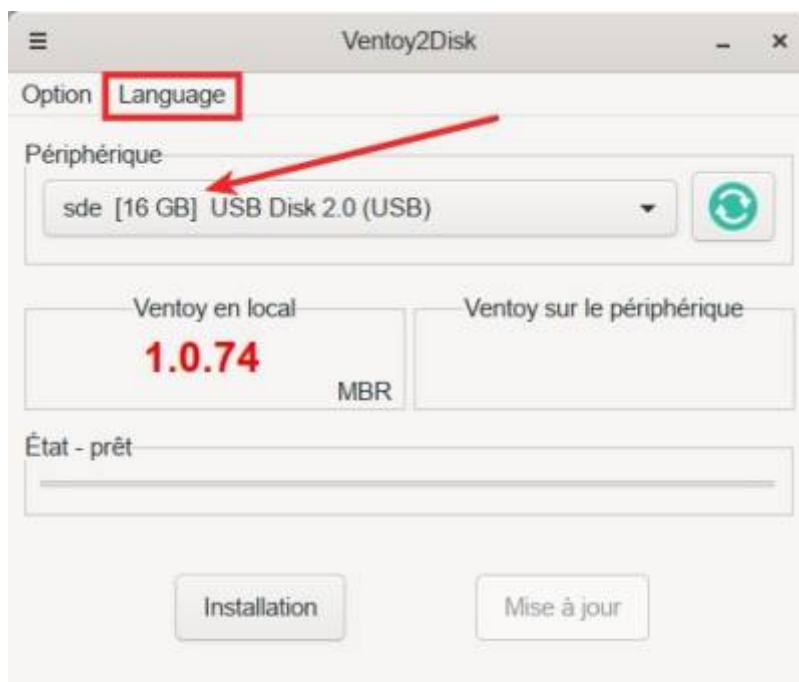 Ventoy2Disk
Option Language
Périphérique
sde [16 GB] USB Disk 2.0 (USB)
Ventoy en local
Ventoy sur le périphérique
1.0.74
MBR
État - prêt
Installation
Mise à jour